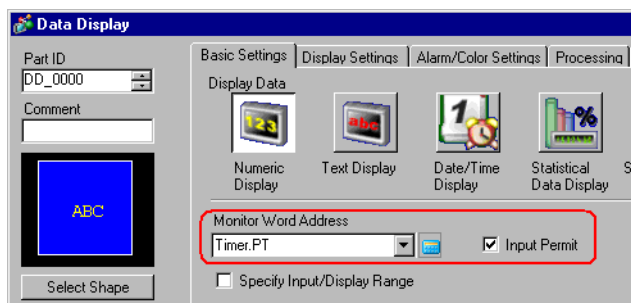 Data Display
Part ID
DD_0000
Comment
ABC
Select Shape
Basic Settings Display Settings Alarm/Color Settings Processing
Display Data
123 abc 1 %
Numeric Display
Text Display
Date/Time Display
Statistical Data Display
S
Monitor Word Address
Timer.PT
Input Permit
Specify Input/Display Range